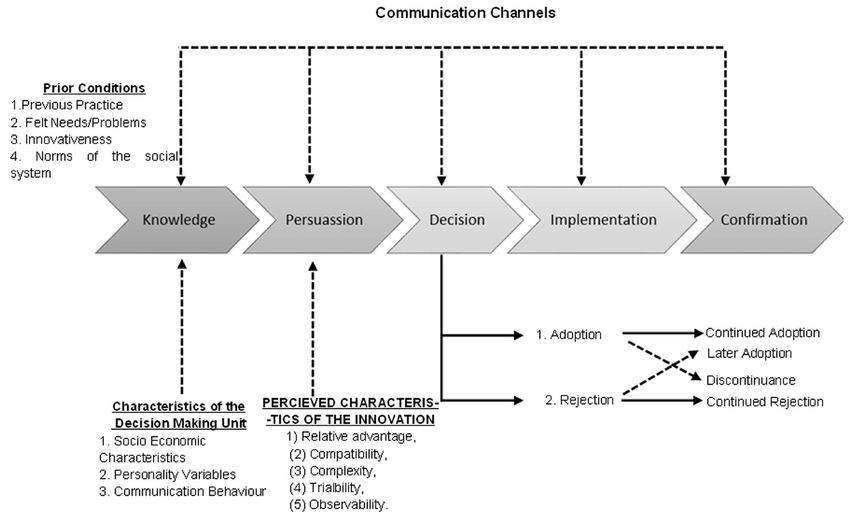 Communication Channels
Prior Conditions
1.Previous Practice
2. Felt Needs/Problems
3. Innovativeness
4. Norms of the social
system
Knowledge
Persuassion
Decision
Implementation
Confirmation
1. Adoption
Continued Adoption
Later Adoption
Discontinuance
2. Rejection
Continued Rejection
Characteristics of the
Decision Making Unit
1. Socio Economic
Characteristics
2. Personality Variables
3. Communication Behaviour
PERCIEVED CHARACTERIS-
-TICS OF THE INNOVATION
1) Relative advantage,
(2) Compatibility,
(3) Complexity,
(4) Trialbility,
(5) Observability.